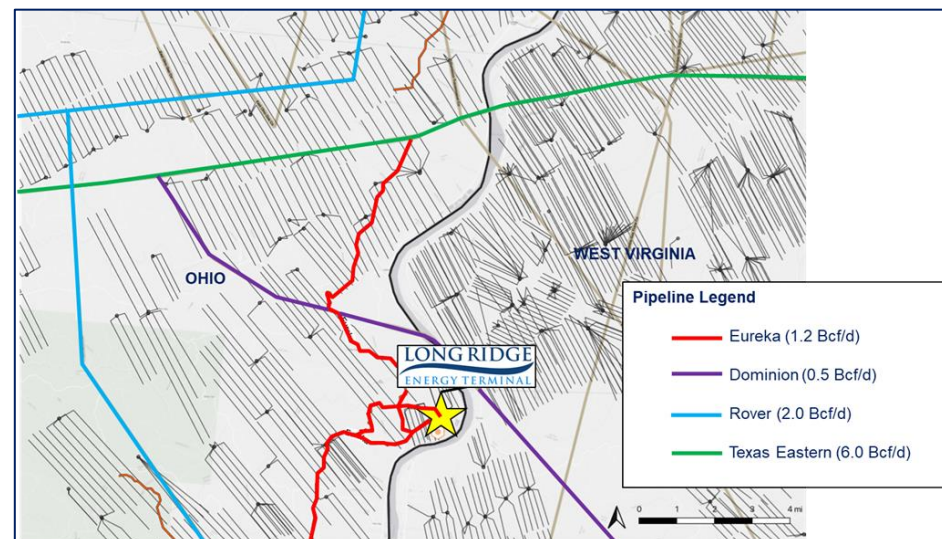 OHIO
WEST VIRGINIA
LONG RIDGE
ENERGY TERMINAL
Pipeline Legend
Eureka (1.2 Bcf/d)
Dominion (0.5 Bcf/d)
Rover (2.0 Bcf/d)
Texas Eastern (6.0 Bcf/d)
0 1 2 3 4 mi